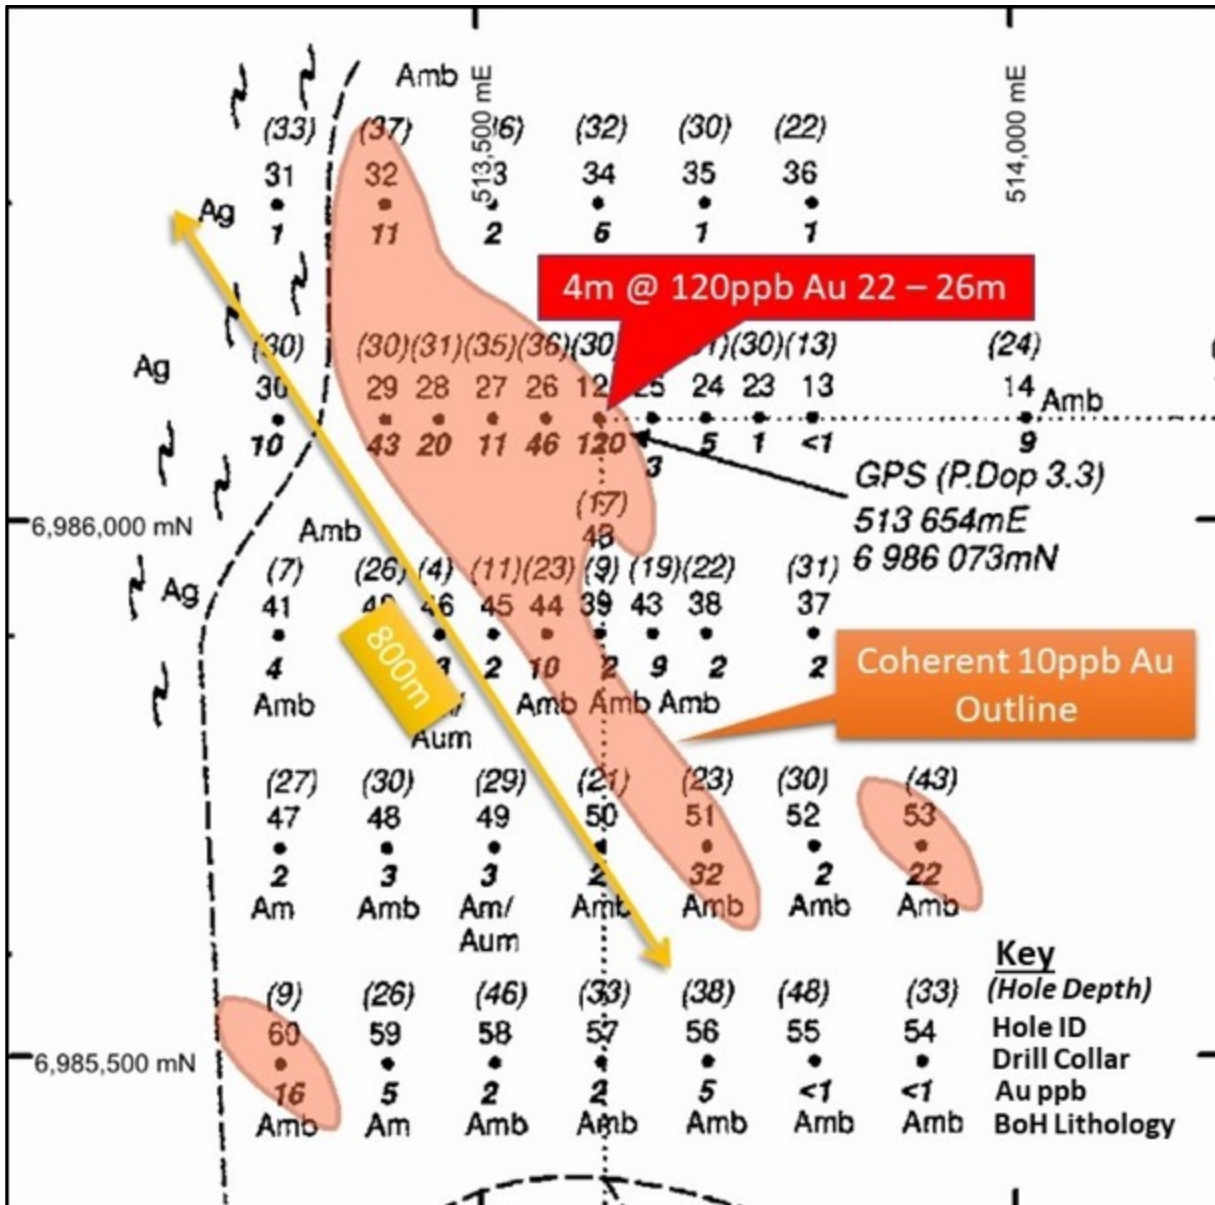 Amb
513,500 mE
514,000 mE
(33) (37) (32) (30) (22)
31 32 34 35 36
Ag
1 11 2 6 1 1
4m @ 120ppb Au 22 – 26m
(30) (30) (31) (35) (36) (30 (30) (13) (24)
Ag
30 29 28 27 26 12 25 24 23 13 14
Amb
10 43 20 11 46 120 3 5 1 <1 9
GPS (P.Dop 3.3)
513 654mE
6 986 073mN
(17)
6,986,000 mN
Amb
(7) (26) (4) (11) (23) (9) (19) (22) (31)
Ag
41 46 45 44 39 43 38 37
4 3 2 10 2 9 2 2
800m
Coherent 10ppb Au
Outline
Amb Amb Amb Amb
Aum
(27) (30) (29) (21) (23) (30) (43)
47 48 49 50 51 52 53
2 3 3 2 32 2 22
Am Amb Am/ Amb Amb Amb Amb
Aum
Key
(9) (26) (46) (33) (38) (48) (33) (Hole Depth)
60 59 58 57 56 55 54 Hole ID
Drill Collar
6,985,500 mN
16 5 2 2 5 <1 <1 Au ppb
Amb Am Amb Amb Amb Amb Amb BoH Lithology